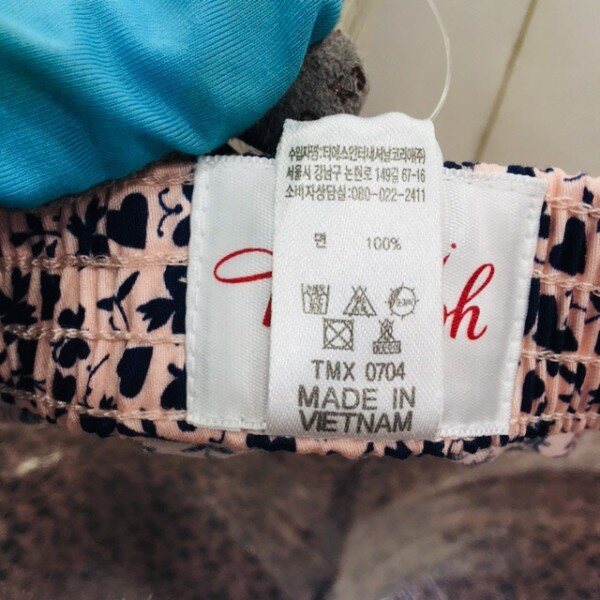 수입자명:티에스인터내셔날코리아(주)
서울시 강남구 논현로 149길 67-16
소비자상담실:080-022-2411
면 100%
TMX 0704
MADE IN
VIETNAM